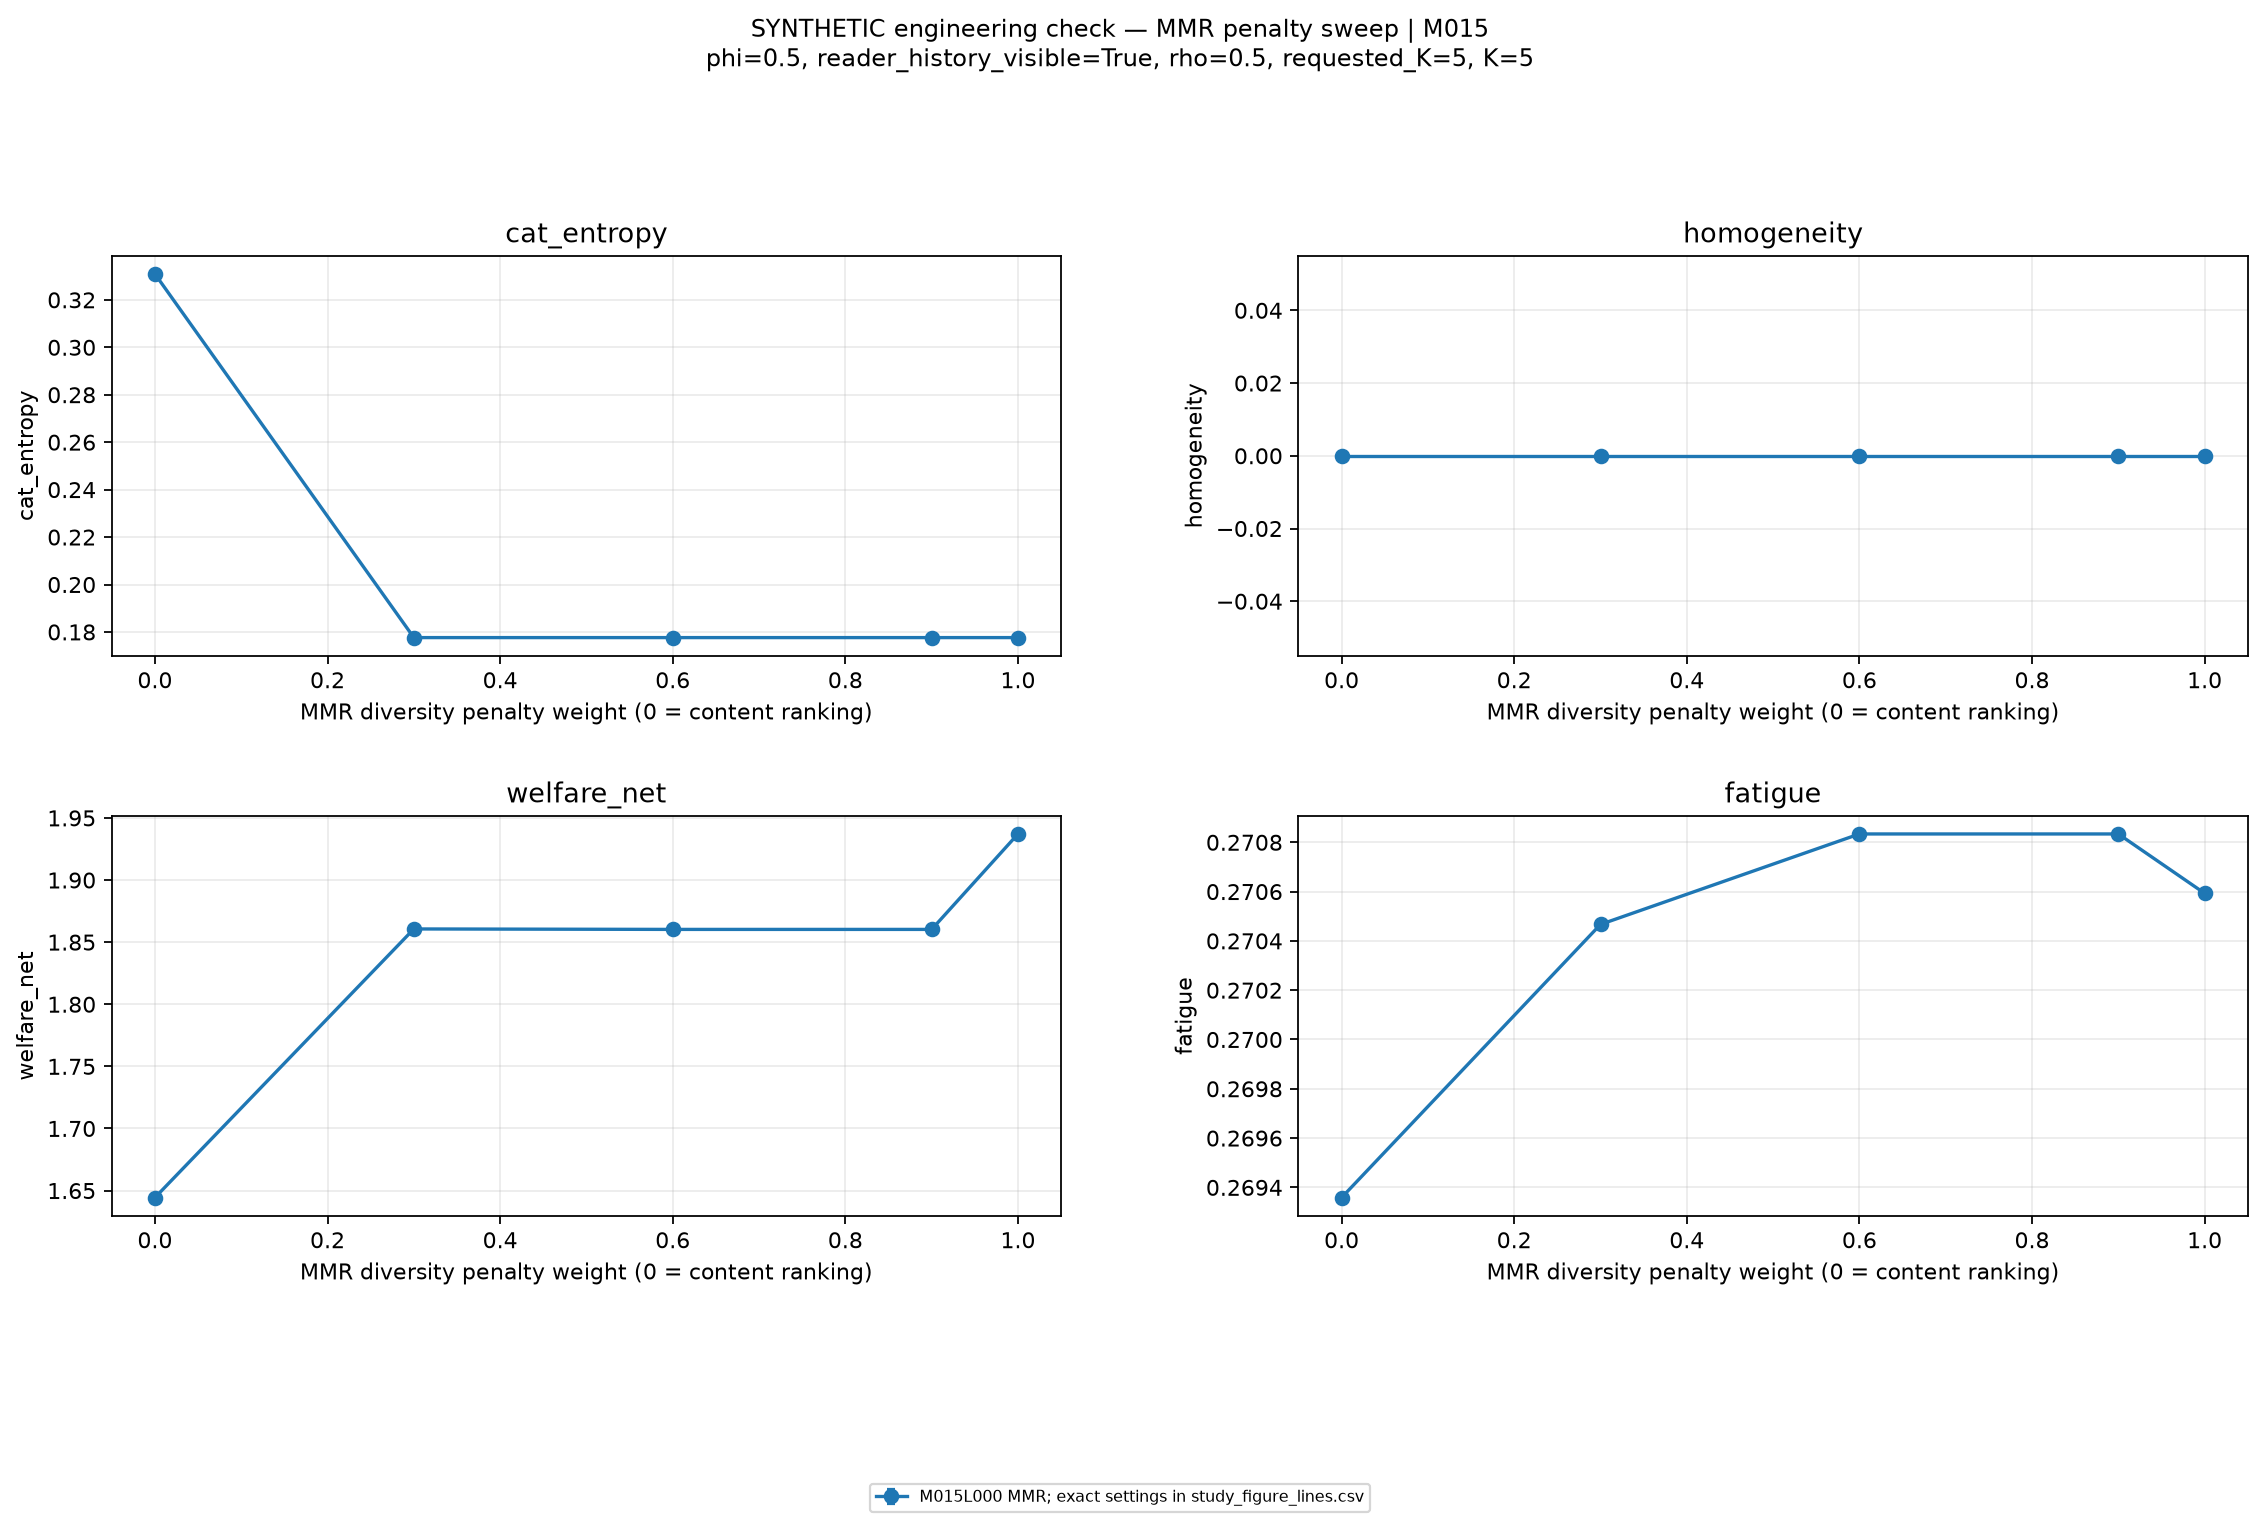 SYNTHETIC engineering check — MMR penalty sweep | M015
phi=0.5, reader_history_visible=True, rho=0.5, requested_K=5, K=5
cat_entropy
cat_entropy
0.32
0.30
0.28
0.26
0.24
0.22
0.20
0.18
0.0 0.2 0.4 0.6 0.8 1.0
MMR diversity penalty weight (0 = content ranking)
homogeneity
homogeneity
0.04
0.02
0.00
−0.02
−0.04
0.0 0.2 0.4 0.6 0.8 1.0
MMR diversity penalty weight (0 = content ranking)
welfare_net
welfare_net
1.95
1.90
1.85
1.80
1.75
1.70
1.65
0.0 0.2 0.4 0.6 0.8 1.0
MMR diversity penalty weight (0 = content ranking)
fatigue
fatigue
0.2708
0.2706
0.2704
0.2702
0.2700
0.2698
0.2696
0.2694
0.0 0.2 0.4 0.6 0.8 1.0
MMR diversity penalty weight (0 = content ranking)
M015L000 MMR; exact settings in study_figure_lines.csv